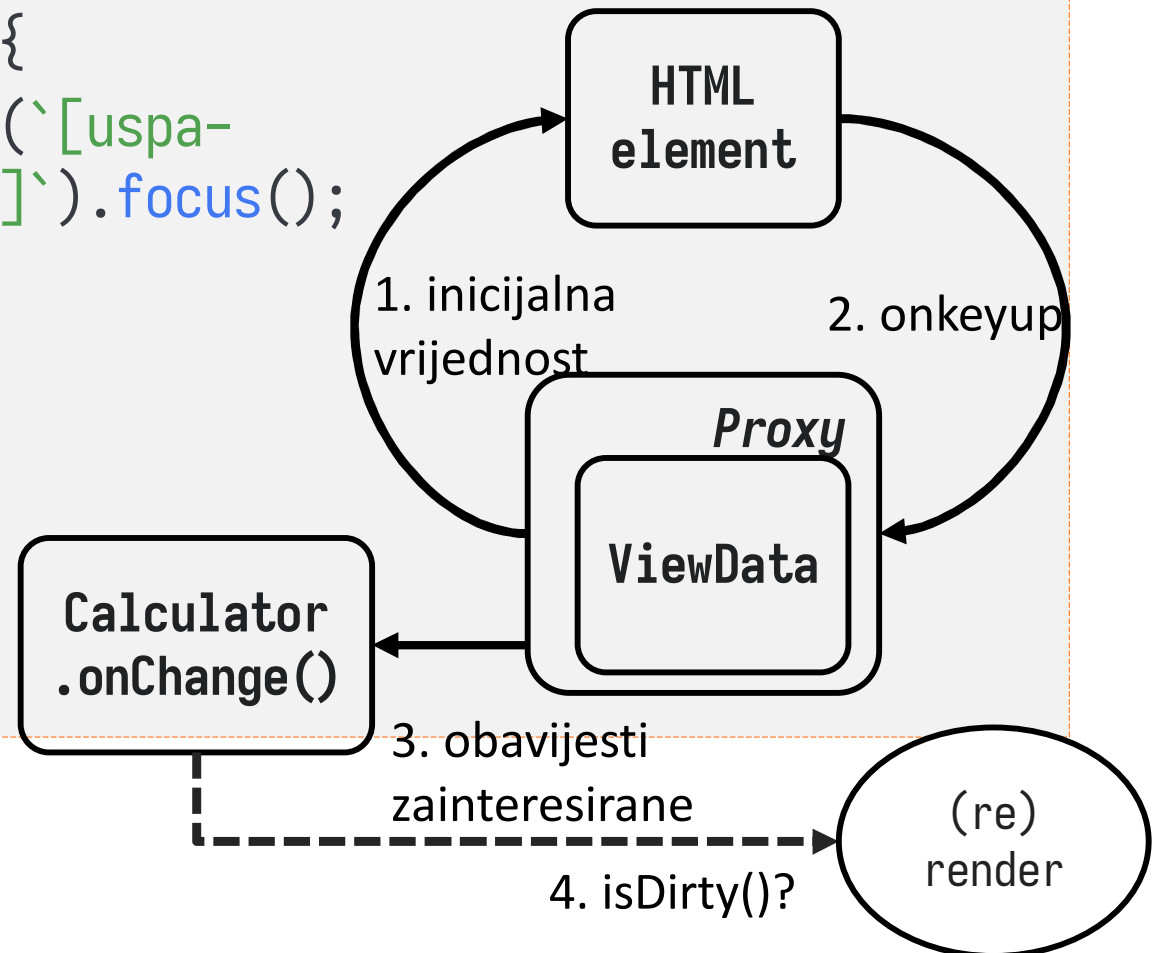 {
(`[uspa-
]`).focus();
HTML
element
1. inicijalna
vrijednost
2. onkeyup
Proxy
ViewData
Calculator
.onChange()
3. obavijesti
zainteresirane
4. isDirty()?
(re)
render